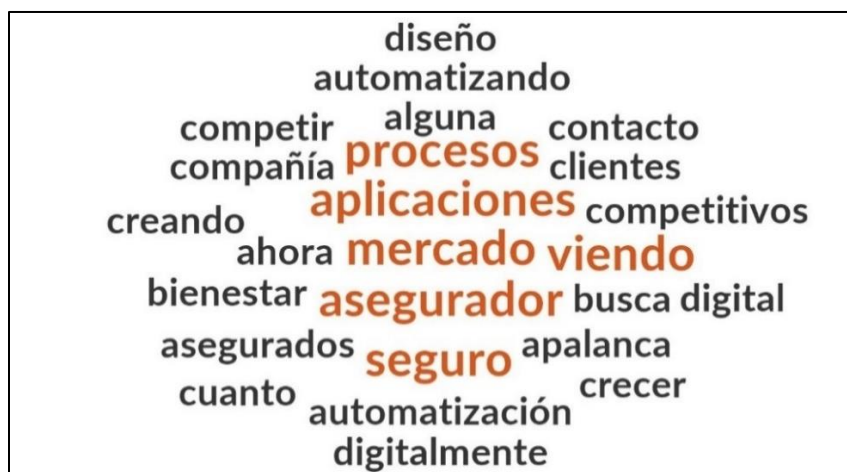 diseño
automatizando
competir alguna contacto
compañía procesos clientes
aplicaciones competitivos
creando
ahora mercado viendo
bienestar asegurador busca digital
asegurados seguro apalanca
cuanto crecer
automatización
digitalmente